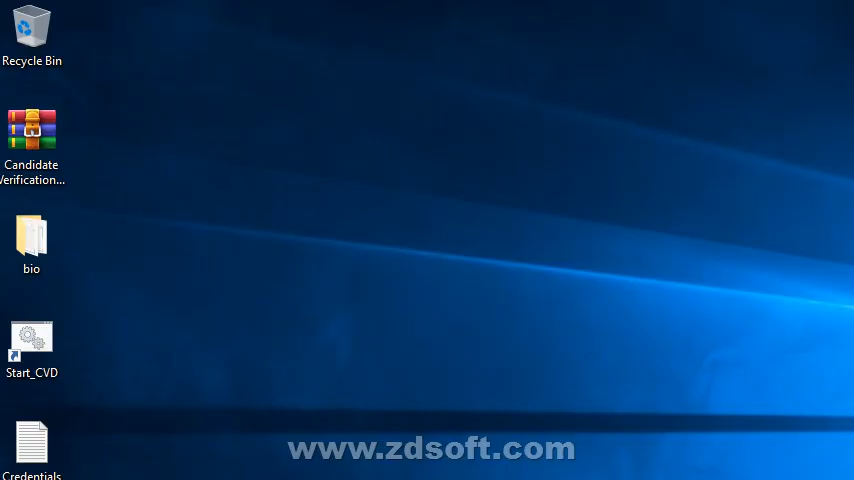 Recycle Bin
Candidate
Verification...
bio
Start_CVD
Credentials
www.zdsoft.com